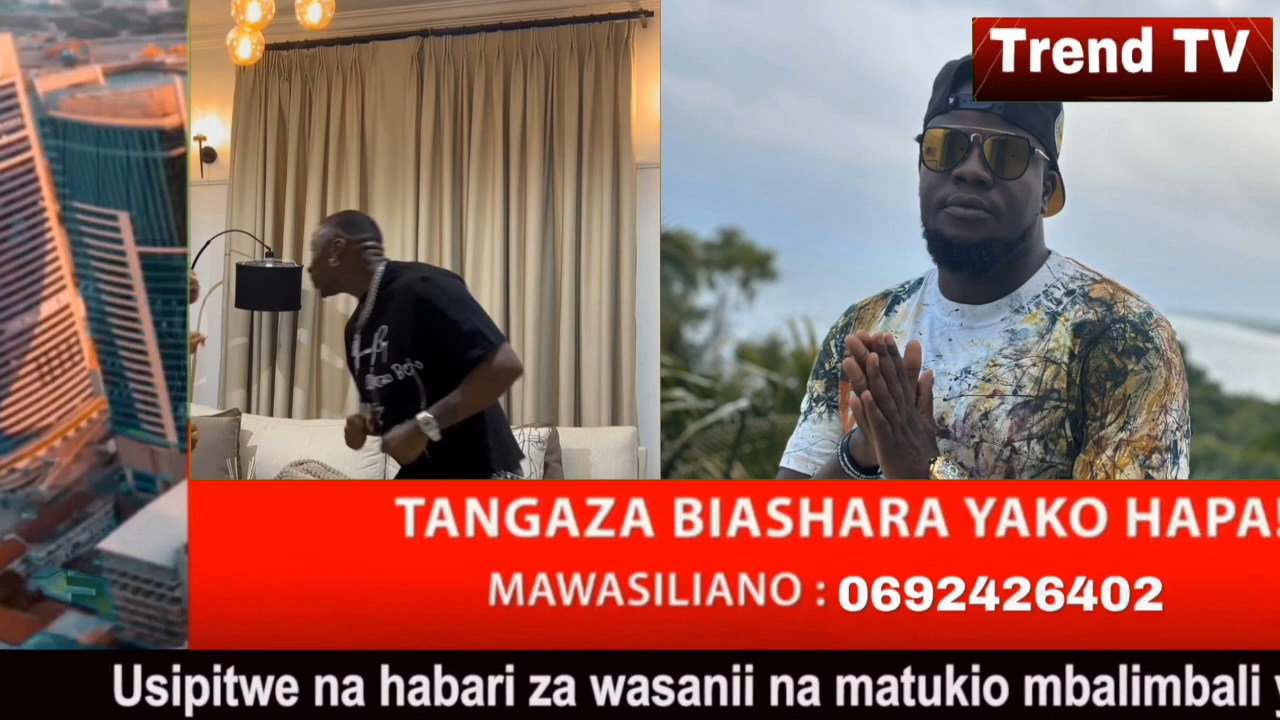 Trend TV
TANGAZA BIASHARA YAKO HAPA!
MAWASILIANO : 0692426402
Usipitwe na habari za wasanii na matukio mbalimbali y